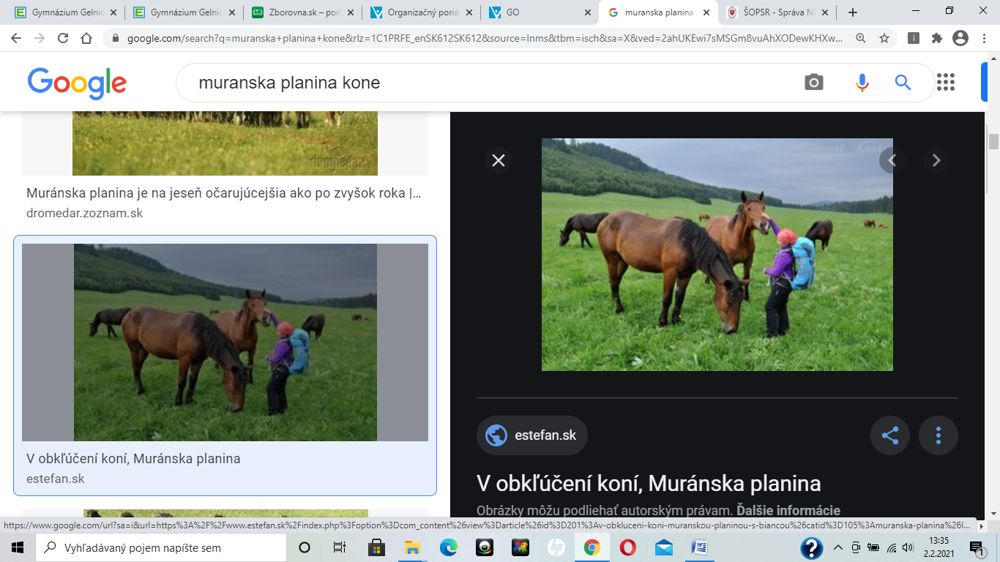 Gymnázium Gelnic
Gymnázium Gelnic
Zborovna.sk – por
Organizačný poria
GO
muranska planina
ŠOPSR - Správa N
google.com/search?q=muranska+planina+kone&rlz=1C1PRFE_enSK612SK612&source=lnms&tbm=isch&sa=X&ved=2ahUKEwi7sMSGm8vuAhXODewKHXw...
Google
muranska planina kone
dromedar
Muránska planina je na jeseň očarujúcejšia ako po zvyšok roka |...
dromedar.zoznam.sk
V obkľúčení koní, Muránska planina
estefan.sk
estefan.sk
V obkľúčení koní, Muránska planina
Obrázky môžu podliehať autorským právam. Ďalšie informácie
https://www.google.com/url?sa=i&url=https%3A%2F%2Fwww.estefan.sk%2Findex.php%3Foption%3Dcom_content%26view%3Darticle%26id%3D201%3Av-obkluceni-koni-muranskou-planinou-s-biancou%26catid%3D105%3Amuranska-planina%26l...
Vyhľadávaný pojem napíšte sem
hp
13:35
2.2.2021
1